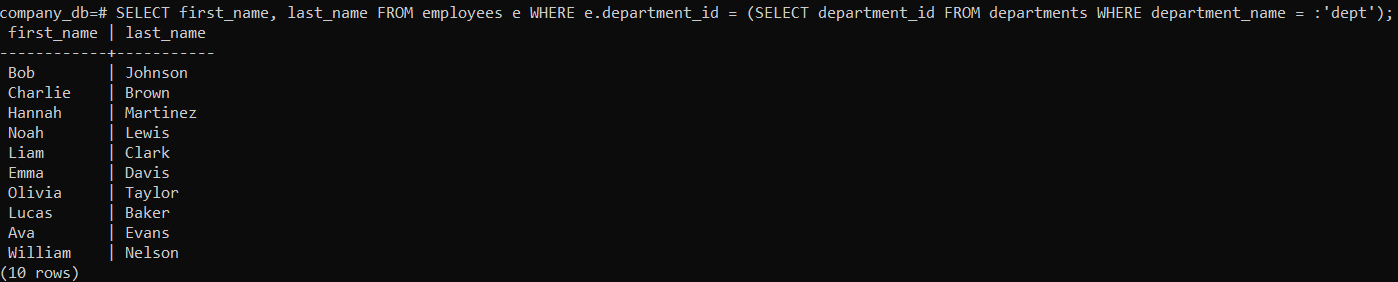 company_db=# SELECT first_name, last_name FROM employees e WHERE e.department_id = (SELECT department_id FROM departments WHERE department_name = :'dept');
 first_name | last_name
------------+-----------
 Bob        | Johnson
 Charlie    | Brown
 Hannah     | Martinez
 Noah       | Lewis
 Liam       | Clark
 Emma       | Davis
 Olivia     | Taylor
 Lucas      | Baker
 Ava        | Evans
 William    | Nelson
(10 rows)